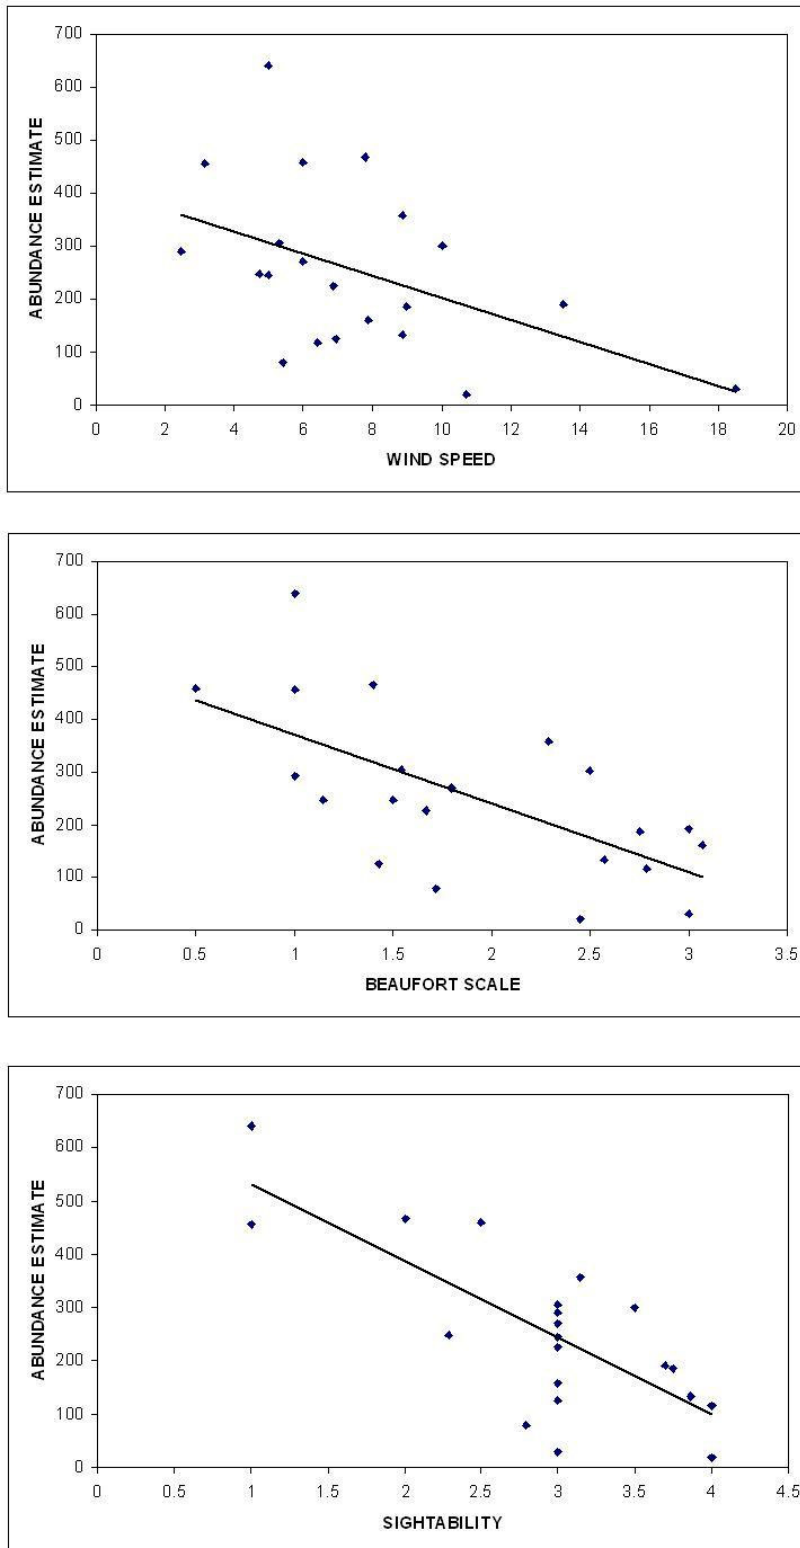 700
600
500
400
300
200
100
0
ABUNDANCE ESTIMATE
0 2 4 6 8 10 12 14 16 18 20
WIND SPEED
700
600
500
400
300
200
100
0
ABUNDANCE ESTIMATE
0 0.5 1 1.5 2 2.5 3 3.5
BEAUFORT SCALE
700
600
500
400
300
200
100
0
ABUNDANCE ESTIMATE
0 0.5 1 1.5 2 2.5 3 3.5 4 4.5
SIGHTABILITY